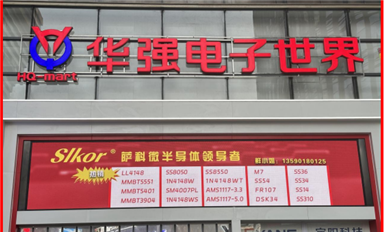 HQ-mart
华强电子世界
Slkor
萨科微半导体领导者
热销
13590180125
LL4148 SS8050 SS8550 M7 SS34
MMBT5551 1N4148W 1N4148WT SS54 SS36
MMBT5401 SM4007PL AMS1117-3.3 FR107 SS14
MMBT3904 1N4148WS AMS1117-5.0 DSK34 SS310